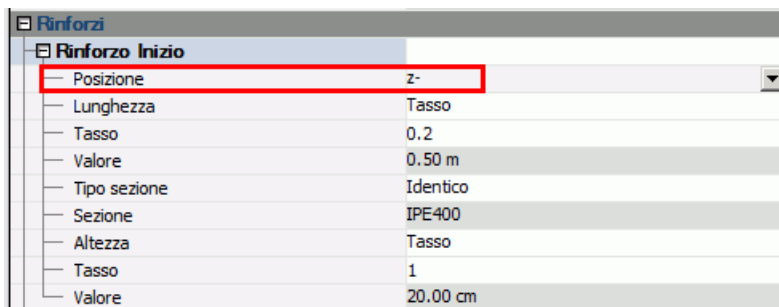 Rinforzi
Rinforzo Inizio
Posizione z-
Lunghezza Tasso
Tasso 0.2
Valore 0.50 m
Tipo sezione Identico
Sezione IPE400
Altezza Tasso
Tasso 1
Valore 20.00 cm